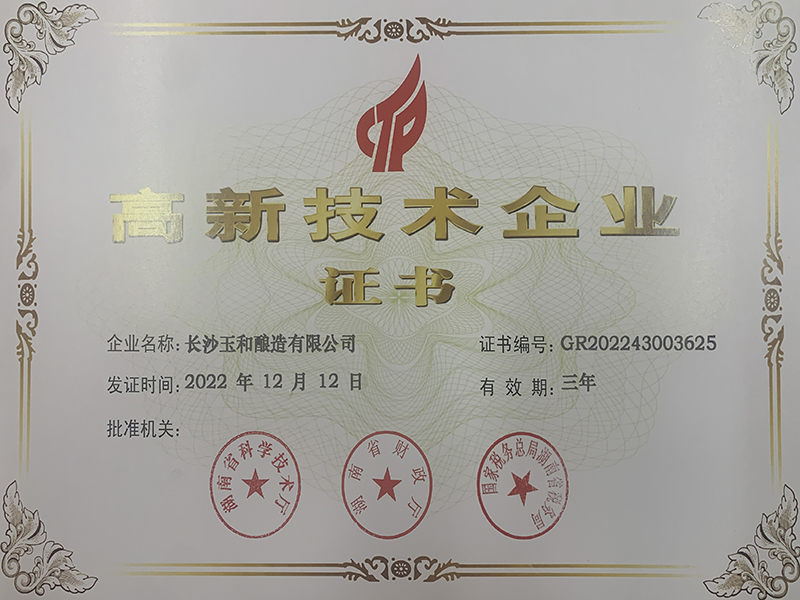 CTP
高新技术企业
证书
企业名称:长沙玉和酿造有限公司
证书编号:GR202243003625
发证时间:2022 年 12 月 12 日
有 效 期:三年
批准机关:
湖南省科学技术厅
湖南省财政厅
国家税务总局湖南省税务局